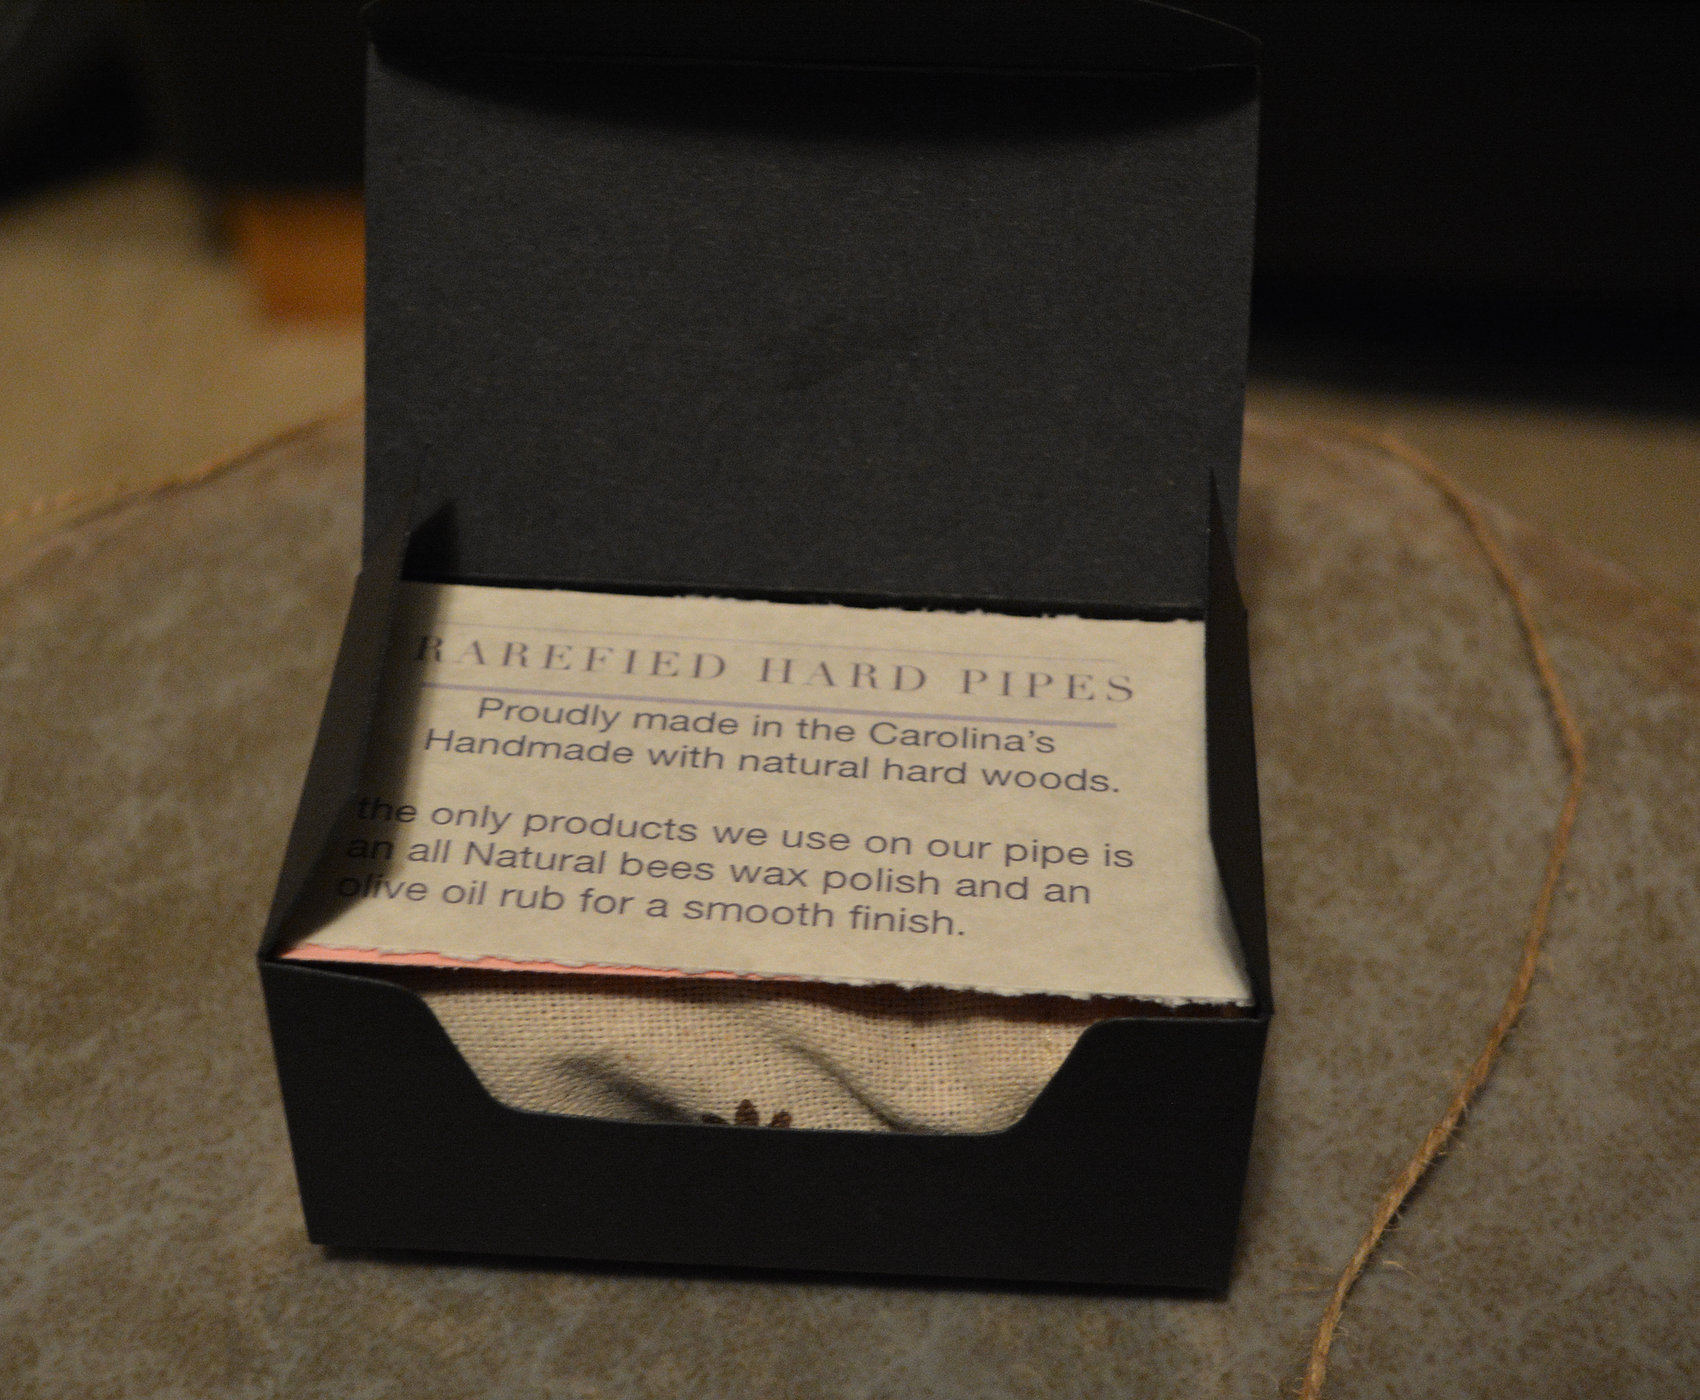 RAREFIED HARD PIPES
Proudly made in the Carolina's
Handmade with natural hard woods.
the only products we use on our pipe is
an all Natural bees wax polish and an
olive oil rub for a smooth finish.